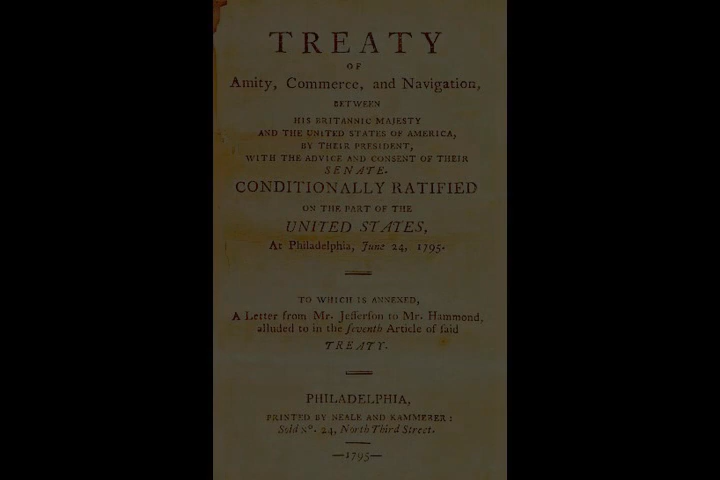 TREATY
OF
Amity, Commerce, and Navigation,
BETWEEN
HIS BRITANNIC MAJESTY
AND THE UNITED STATES OF AMERICA,
BY THEIR PRESIDENT,
WITH THE ADVICE AND CONSENT OF THEIR
SENATE.
CONDITIONALLY RATIFIED
ON THE PART OF THE
UNITED STATES,
At Philadelphia, June 24, 1795.
TO WHICH IS ANNEXED,
A Letter from Mr. Jefferſon to Mr. Hammond,
alluded to in the ſeventh Article of ſaid
TREATY.
PHILADELPHIA,
PRINTED BY NEALE AND KAMMERER:
Sold No. 24, North Third Street.
—1795—